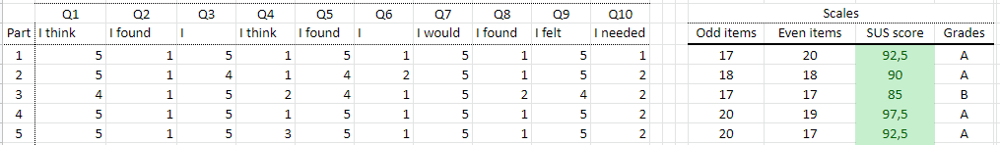 Q1 Q2 Q3 Q4 Q5 Q6 Q7 Q8 Q9 Q10 Scales
Part I think I found I I think I found I I would I found I felt I needed Odd items Even items SUS score Grades
1 5 1 5 1 5 1 5 1 5 1 17 20 92,5 A
2 5 1 4 1 4 2 5 1 5 2 18 18 90 A
3 4 1 5 2 4 1 5 2 4 2 17 17 85 B
4 5 1 5 1 5 1 5 1 5 2 20 19 97,5 A
5 5 1 5 3 5 1 5 1 5 2 20 17 92,5 A